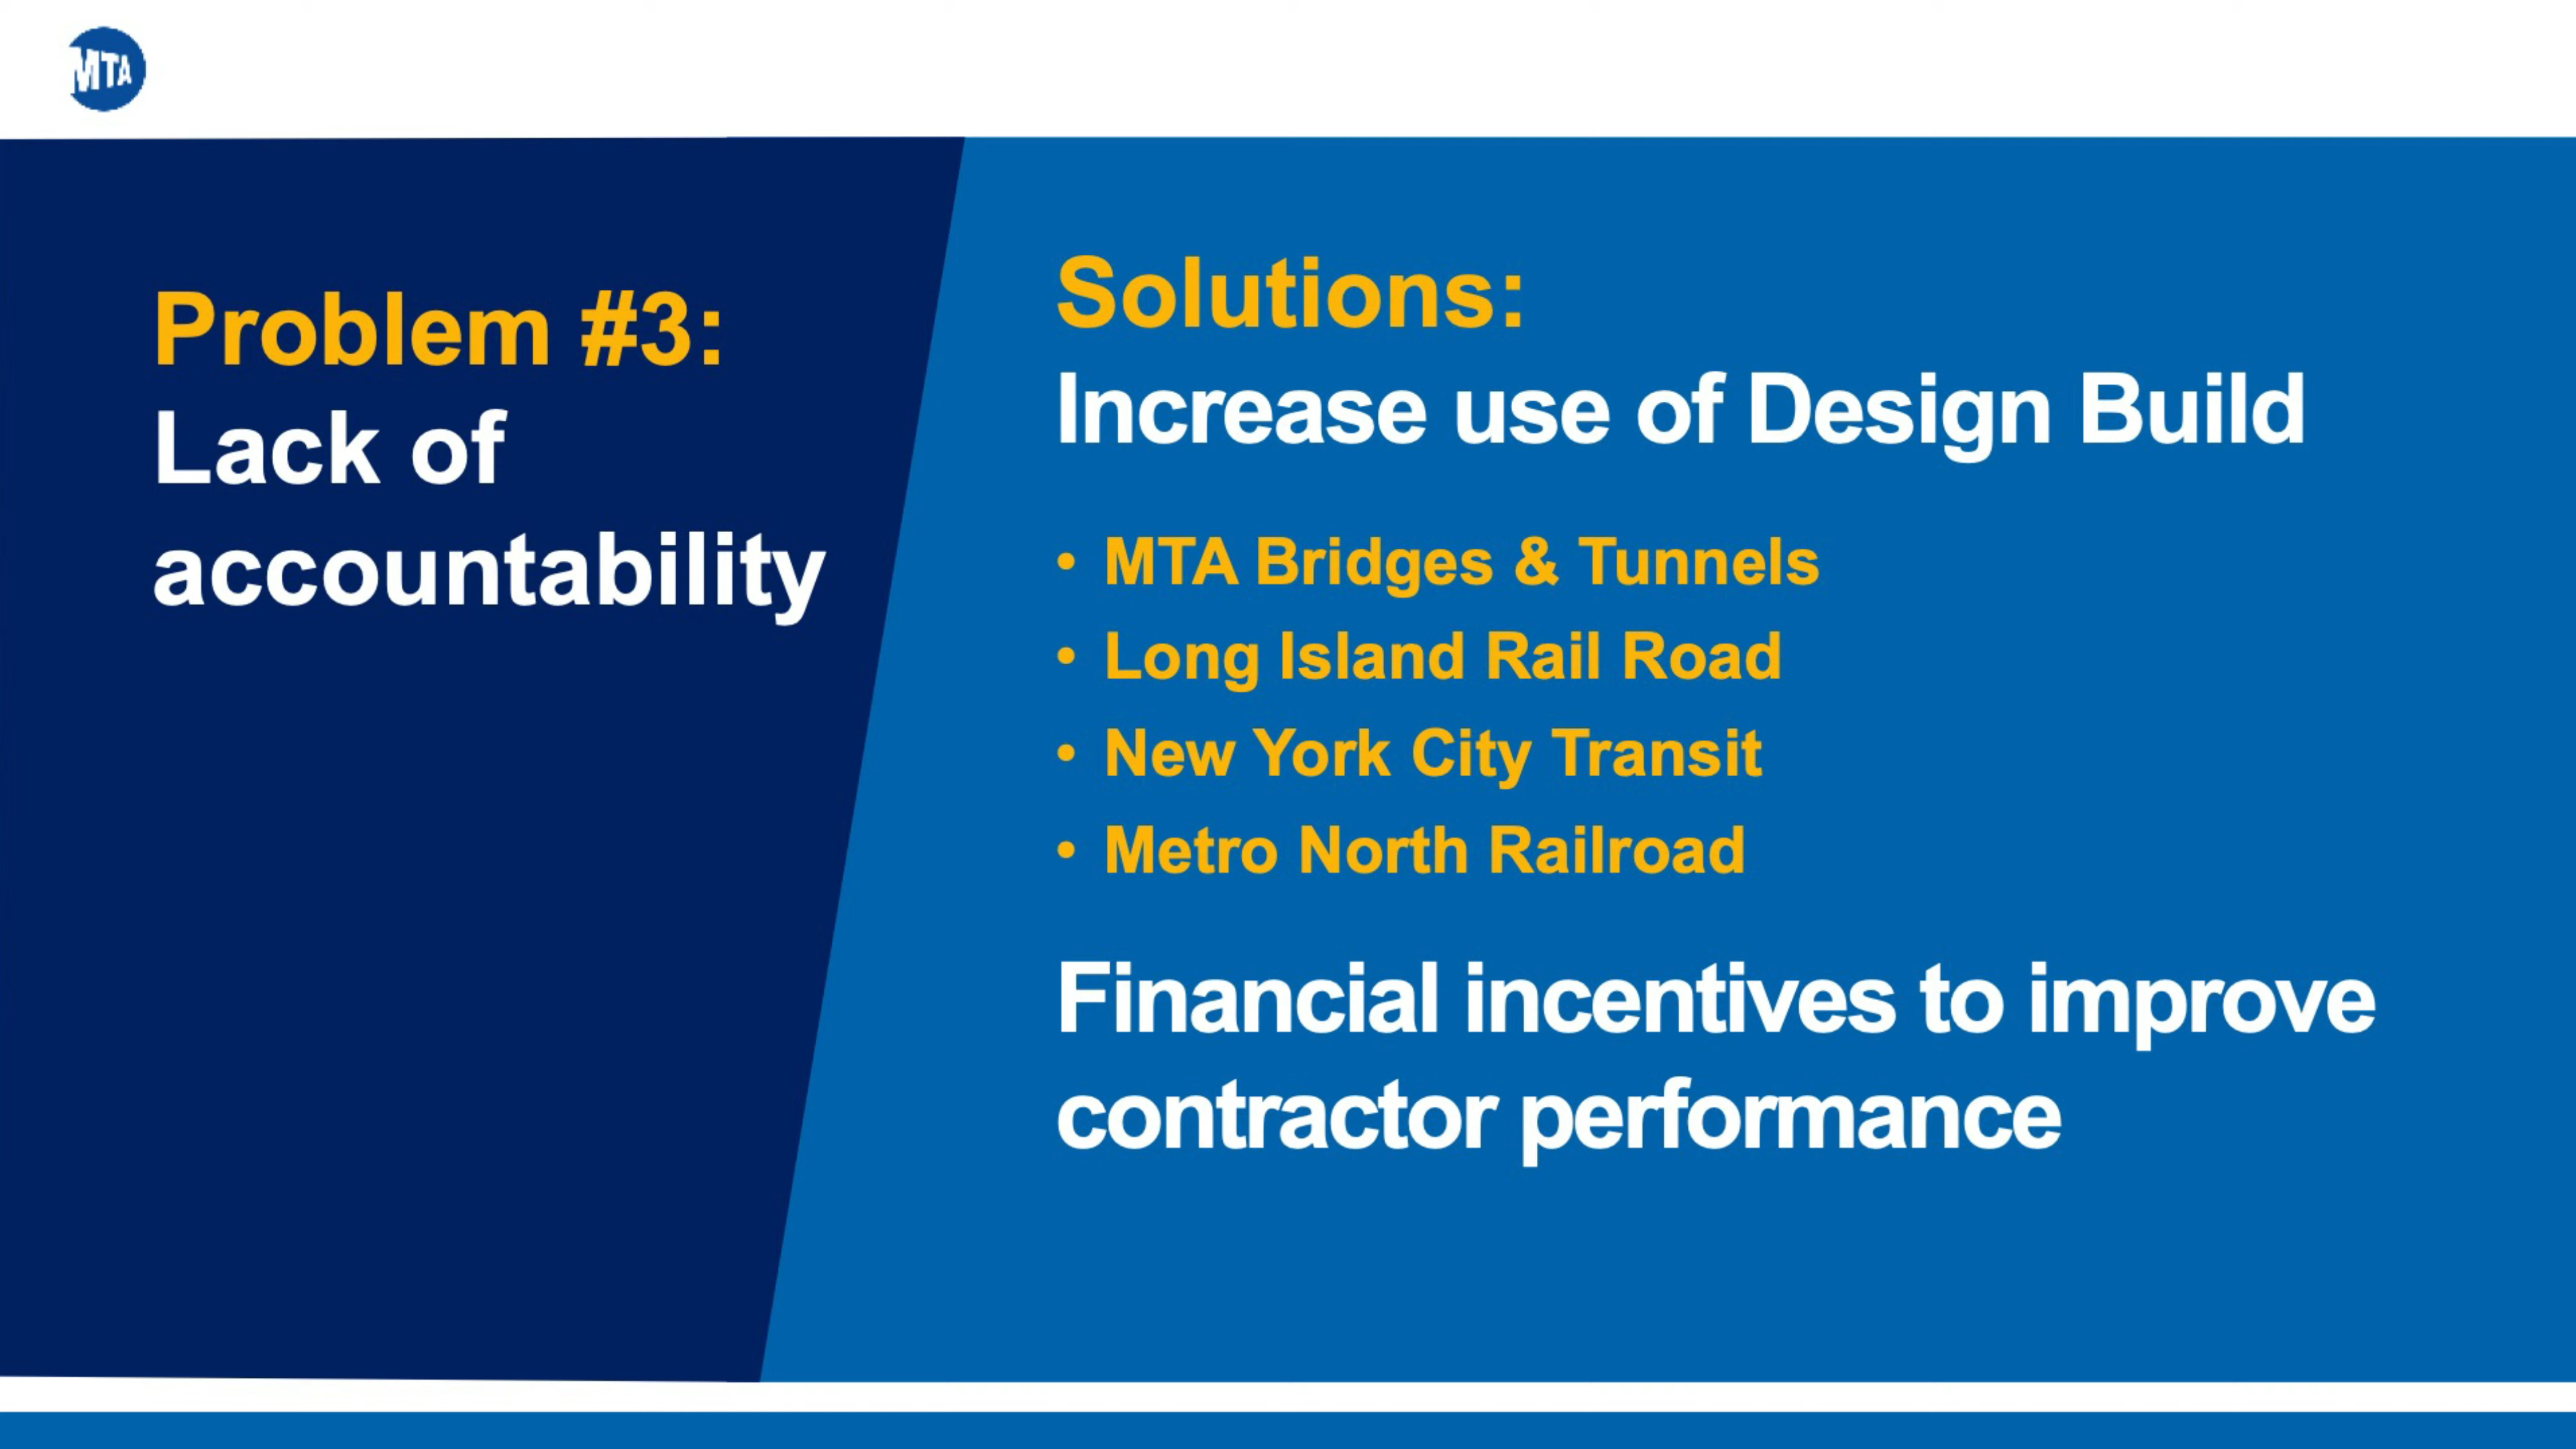 MTA
Problem #3:
Lack of
accountability
Solutions:
Increase use of Design Build
• MTA Bridges & Tunnels
• Long Island Rail Road
• New York City Transit
• Metro North Railroad
Financial incentives to improve
contractor performance